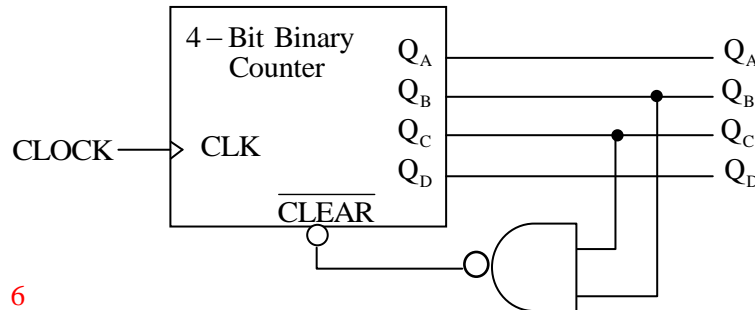 4 – Bit Binary
Counter
Q_A
Q_B
Q_C
Q_D
CLOCK
CLK
CLEAR
Q_A
Q_B
Q_C
Q_D
6